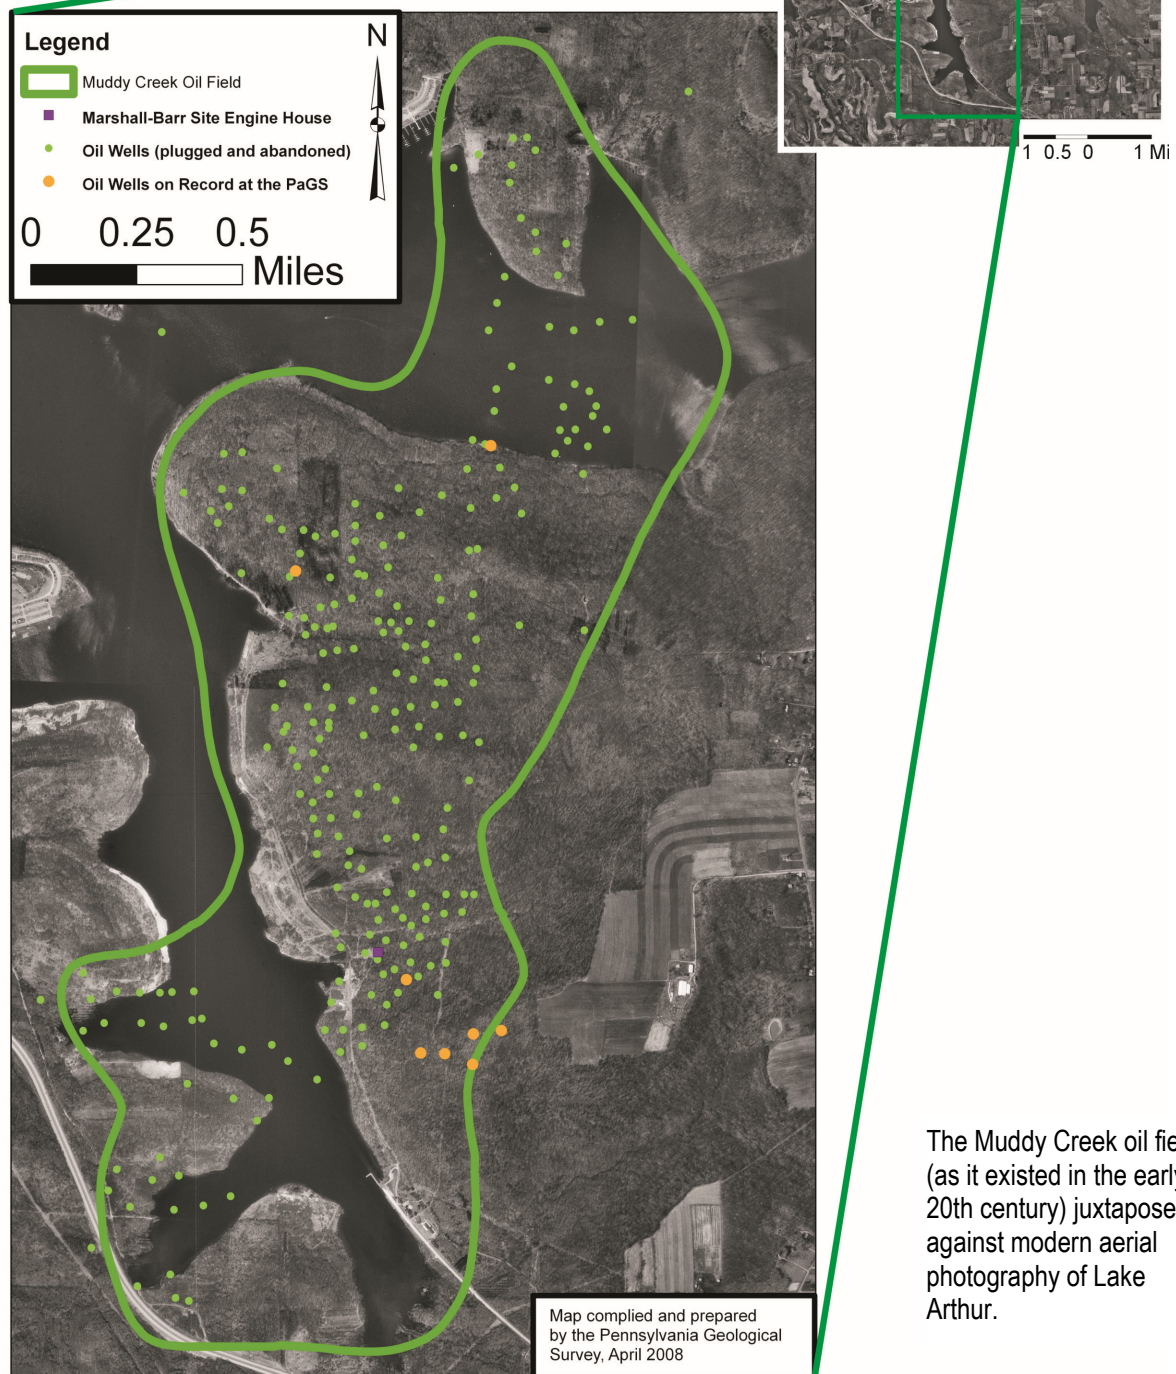 Legend
N
Muddy Creek Oil Field
Marshall-Barr Site Engine House
Oil Wells (plugged and abandoned)
Oil Wells on Record at the PaGS
0 0.25 0.5
Miles
1 0.5 0 1 Mi
The Muddy Creek oil fie
(as it existed in the early
20th century) juxtapose
against modern aerial
photography of Lake
Arthur.
Map complied and prepared
by the Pennsylvania Geological
Survey, April 2008